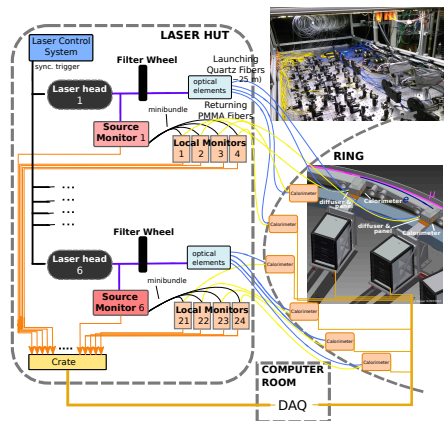 LASER HUT
Laser Control
System
sync. trigger
Filter Wheel
Launching
Quartz Fibers
(~25 m)
Laser head
1
optical
elements
Returning
PMMA Fibers
minibundle
Source
Monitor 1
Local Monitors
1 2 3 4
RING
Calorimeter
diffuser &
panel
Calorimeter
diffuser &
panel
Calorimeter
μ
e
Calorimeter
Calorimeter
Filter Wheel
Laser head
6
optical
elements
minibundle
Source
Monitor 6
Local Monitors
21 22 23 24
Calorimeter
Calorimeter
Calorimeter
Crate
COMPUTER
ROOM
DAQ